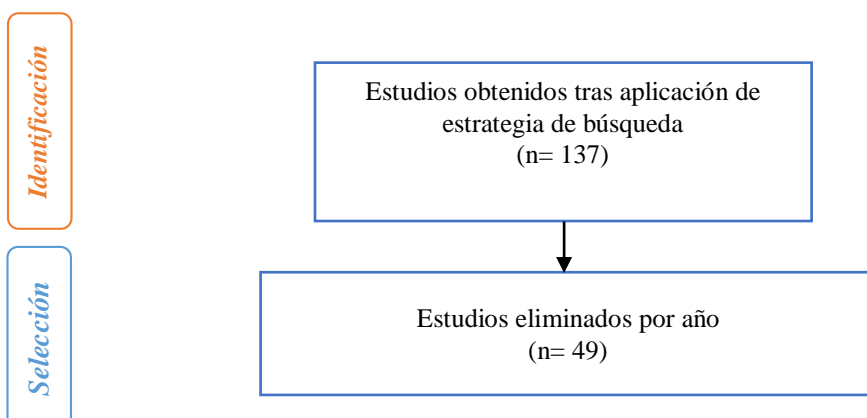 Identificación
Estudios obtenidos tras aplicación de
estrategia de búsqueda
(n= 137)
Selección
Estudios eliminados por año
(n= 49)